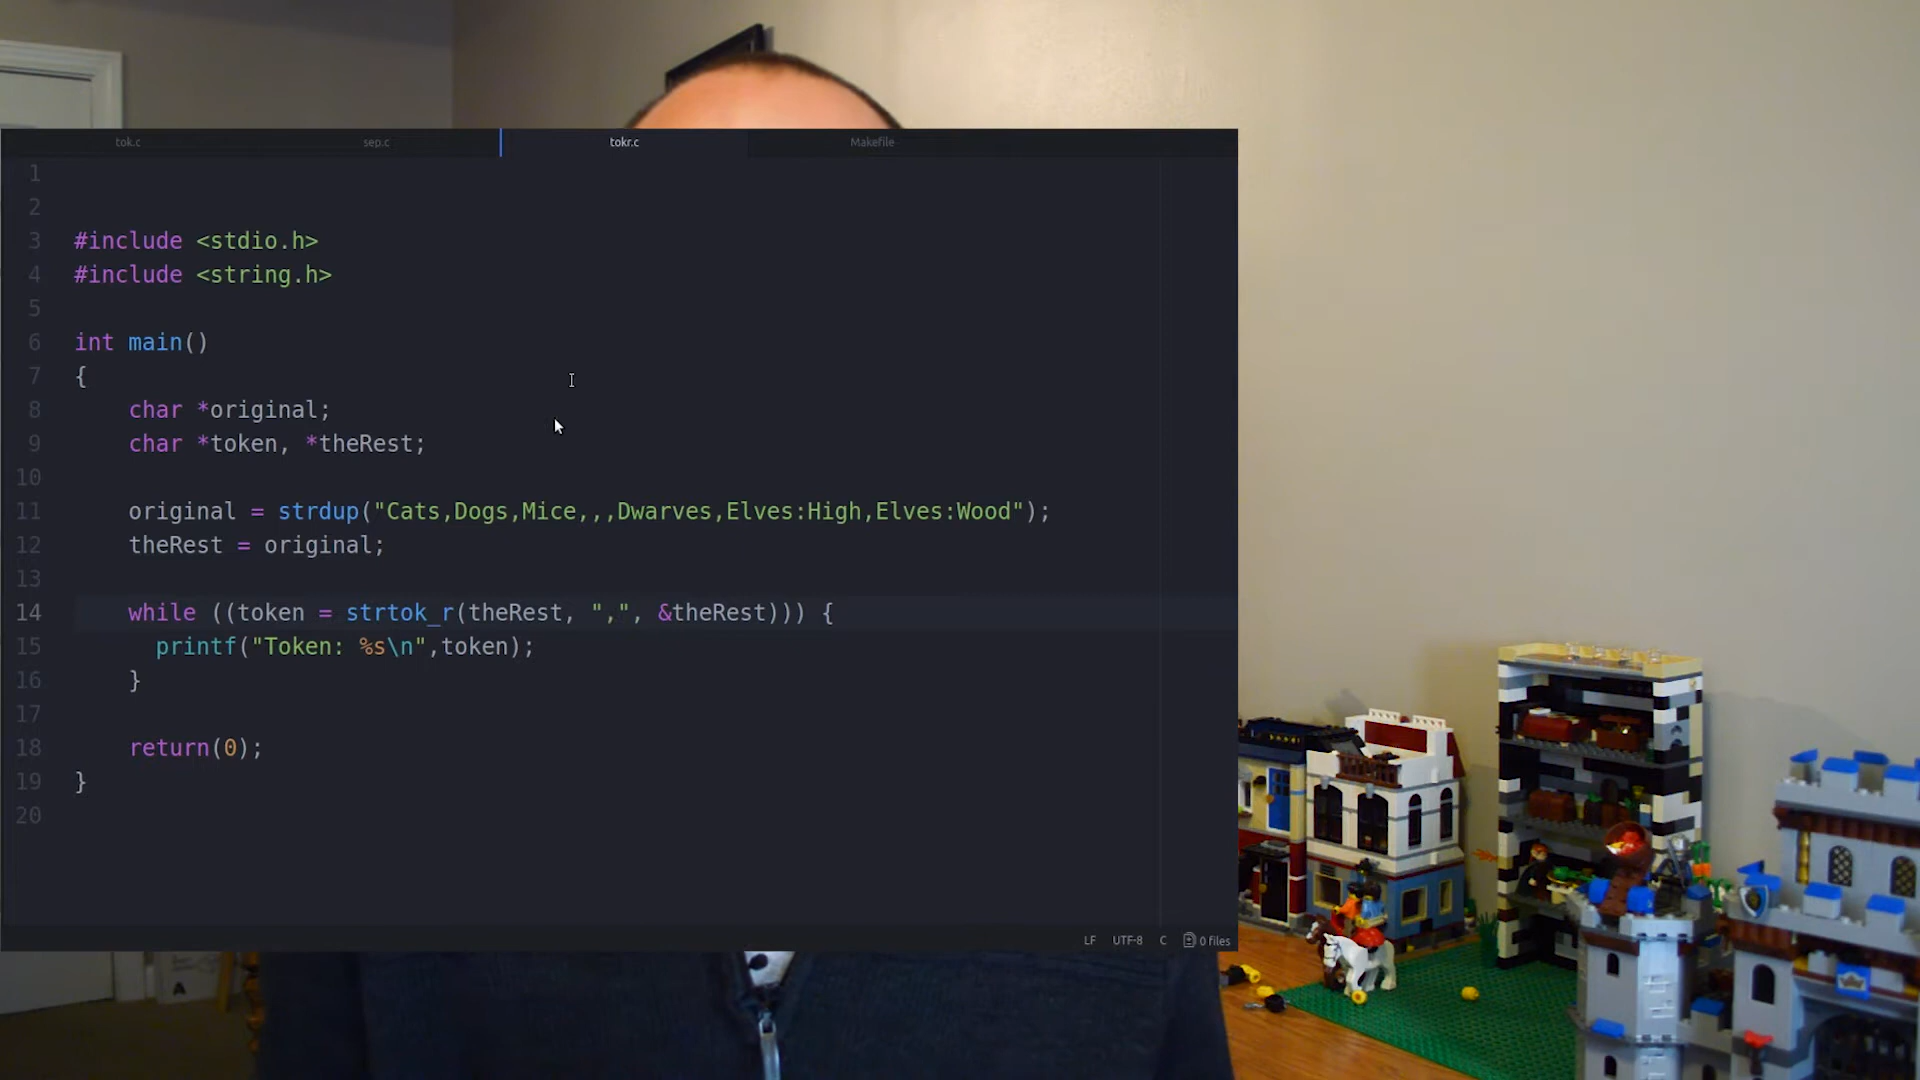 tok.c sep.c tokr.c Makefile
1
2
3 #include <stdio.h>
4 #include <string.h>
5
6 int main()
7 {
8 char *original;
9 char *token, *theRest;
10
11 original = strdup("Cats,Dogs,Mice,,,Dwarves,Elves:High,Elves:Wood");
12 theRest = original;
13
14 while ((token = strtok_r(theRest, ",", &theRest))) {
15 printf("Token: %s\n",token);
16 }
17
18 return(0);
19 }
20
LF UTF-8 C 0 files
A